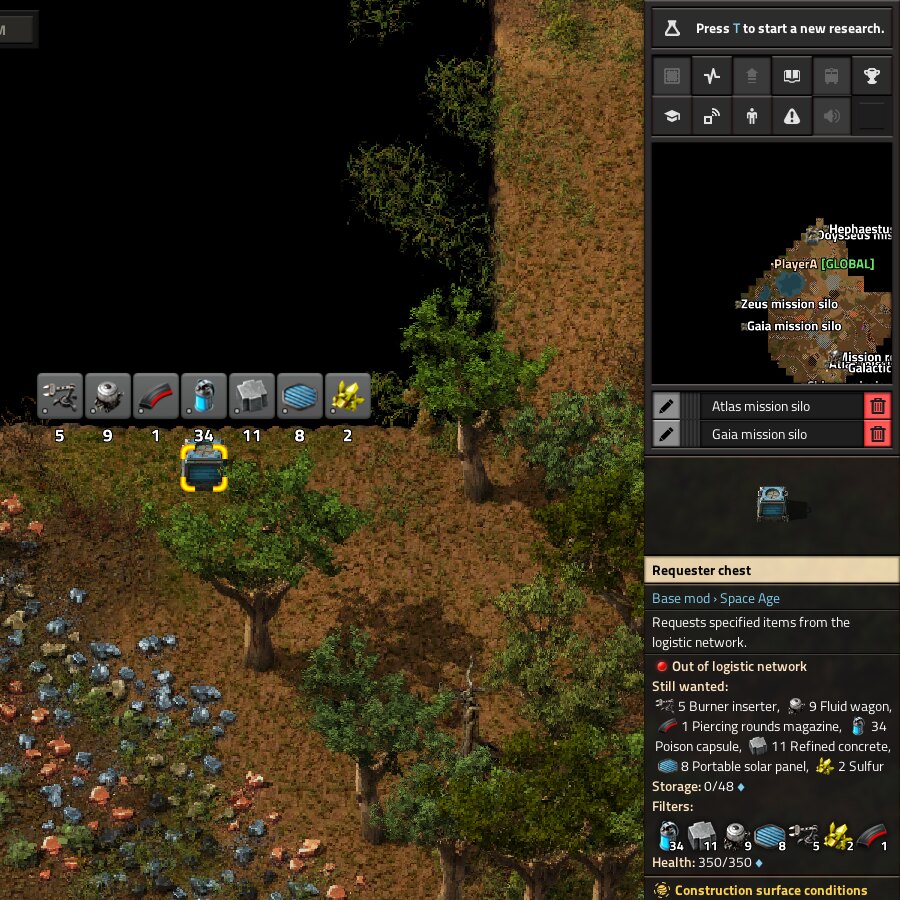 M
Press T to start a new research.
Hephaestus
Odysseus mis
PlayerA [GLOBAL]
Zeus mission silo
Gaia mission silo
Mission r
Galactic
Atlas mission silo
Gaia mission silo
5 9 1 34 11 8 2
Requester chest
Base mod › Space Age
Requests specified items from the
logistic network.
Out of logistic network
Still wanted:
5 Burner inserter, 9 Fluid wagon,
1 Piercing rounds magazine, 34
Poison capsule, 11 Refined concrete,
8 Portable solar panel, 2 Sulfur
Storage: 0/48
Filters:
34 11 9 8 5 2 1
Health: 350/350
Construction surface conditions